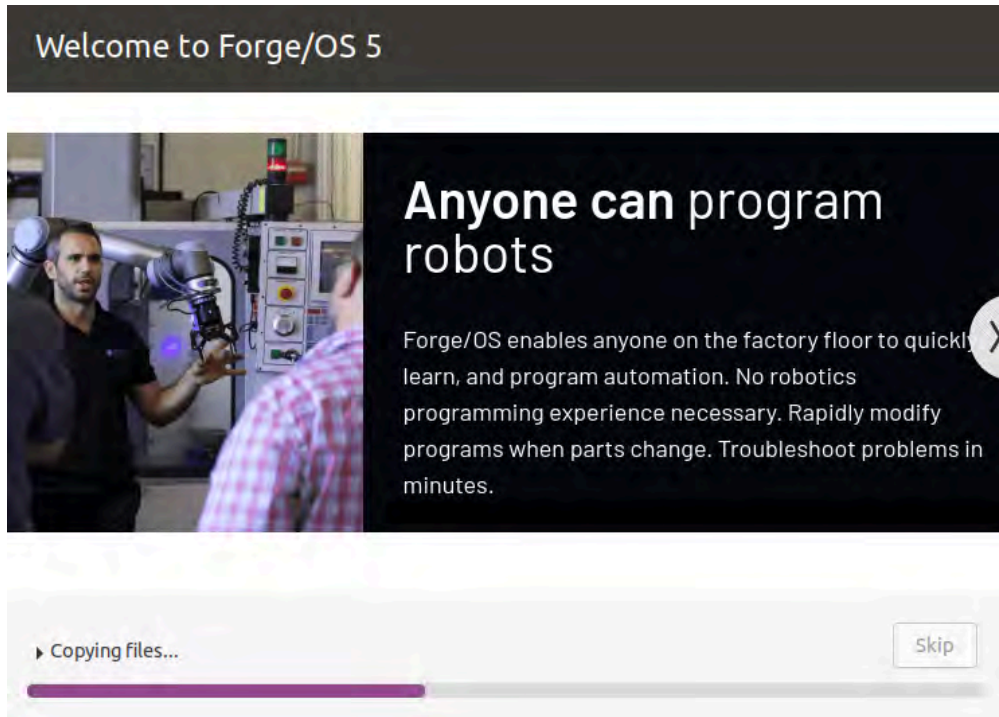 Welcome to Forge/OS 5
Anyone can program
robots
Forge/OS enables anyone on the factory floor to quickly
learn, and program automation. No robotics
programming experience necessary. Rapidly modify
programs when parts change. Troubleshoot problems in
minutes.
Copying files...
Skip